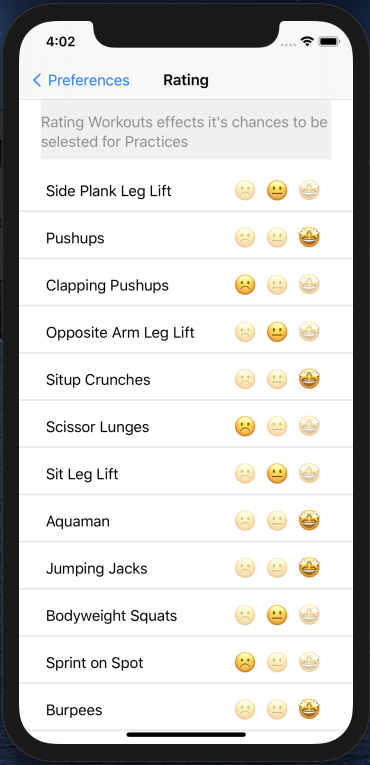 4:02
Preferences
Rating
Rating Workouts effects it's chances to be
selested for Practices
Side Plank Leg Lift
Pushups
Clapping Pushups
Opposite Arm Leg Lift
Situp Crunches
Scissor Lunges
Sit Leg Lift
Aquaman
Jumping Jacks
Bodyweight Squats
Sprint on Spot
Burpees